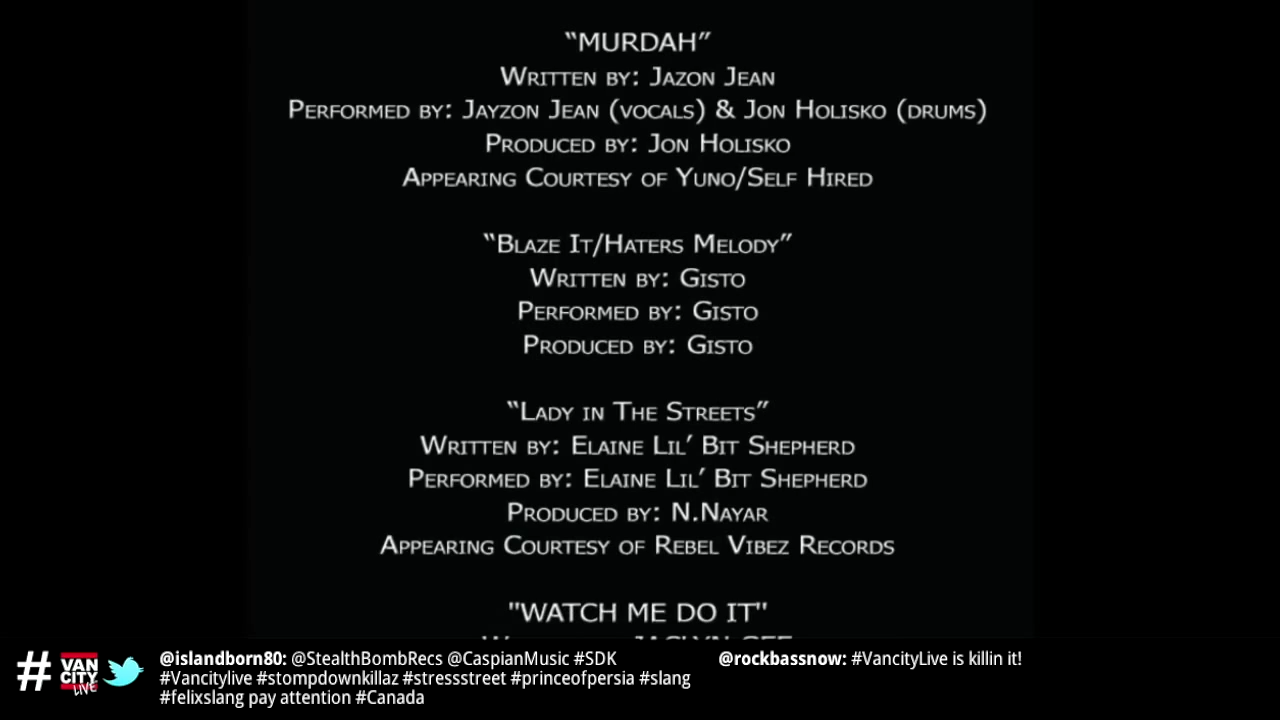 “MURDAH”
WRITTEN BY: JAZON JEAN
PERFORMED BY: JAYZON JEAN (VOCALS) & JON HOLISKO (DRUMS)
PRODUCED BY: JON HOLISKO
APPEARING COURTESY OF YUNO/SELF HIRED
“BLAZE IT/HATERS MELODY”
WRITTEN BY: GISTO
PERFORMED BY: GISTO
PRODUCED BY: GISTO
“LADY IN THE STREETS”
WRITTEN BY: ELAINE LIL’ BIT SHEPHERD
PERFORMED BY: ELAINE LIL’ BIT SHEPHERD
PRODUCED BY: N.NAYAR
APPEARING COURTESY OF REBEL VIBEZ RECORDS
"WATCH ME DO IT"
# VAN
CITY
LIVE
@islandborn80: @StealthBombRecs @CaspianMusic #SDK
#Vancitylive #stompdownkillaz #stressstreet #princeofpersia #slang
#felixslang pay attention #Canada
@rockbassnow: #VancityLive is killin it!